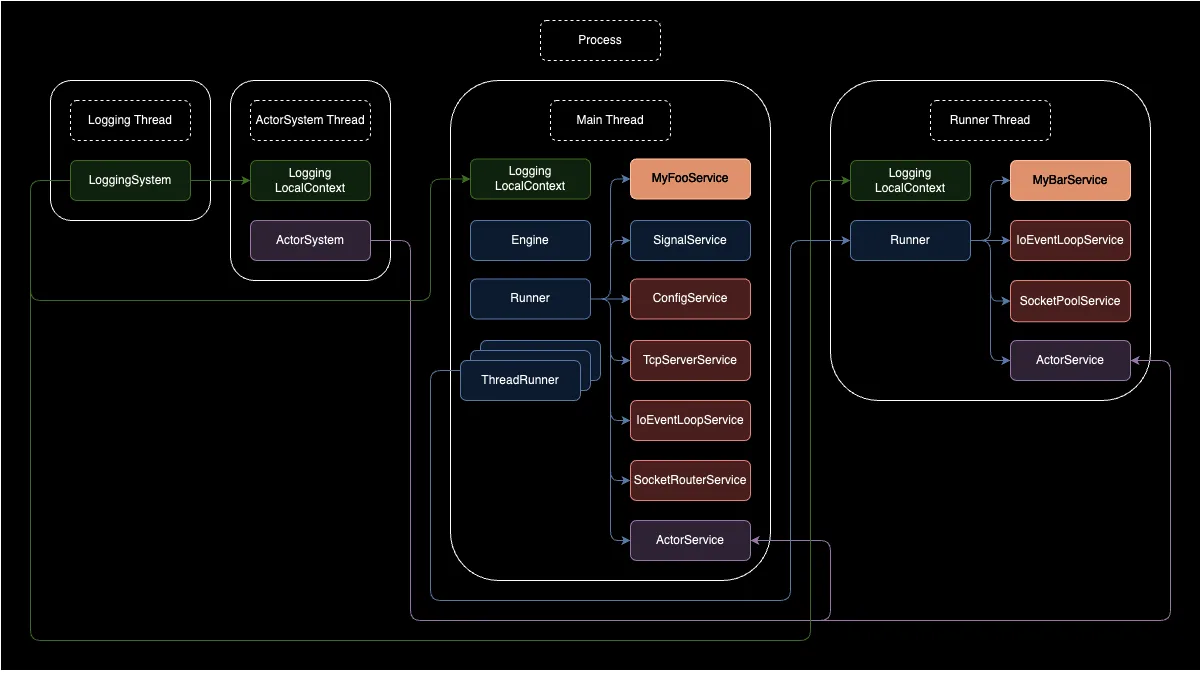 Process
Logging Thread
LoggingSystem
ActorSystem Thread
Logging
LocalContext
ActorSystem
Main Thread
Logging
LocalContext
Engine
Runner
ThreadRunner
MyFooService
SignalService
ConfigService
TcpServerService
IoEventLoopService
SocketRouterService
ActorService
Runner Thread
Logging
LocalContext
Runner
MyBarService
IoEventLoopService
SocketPoolService
ActorService